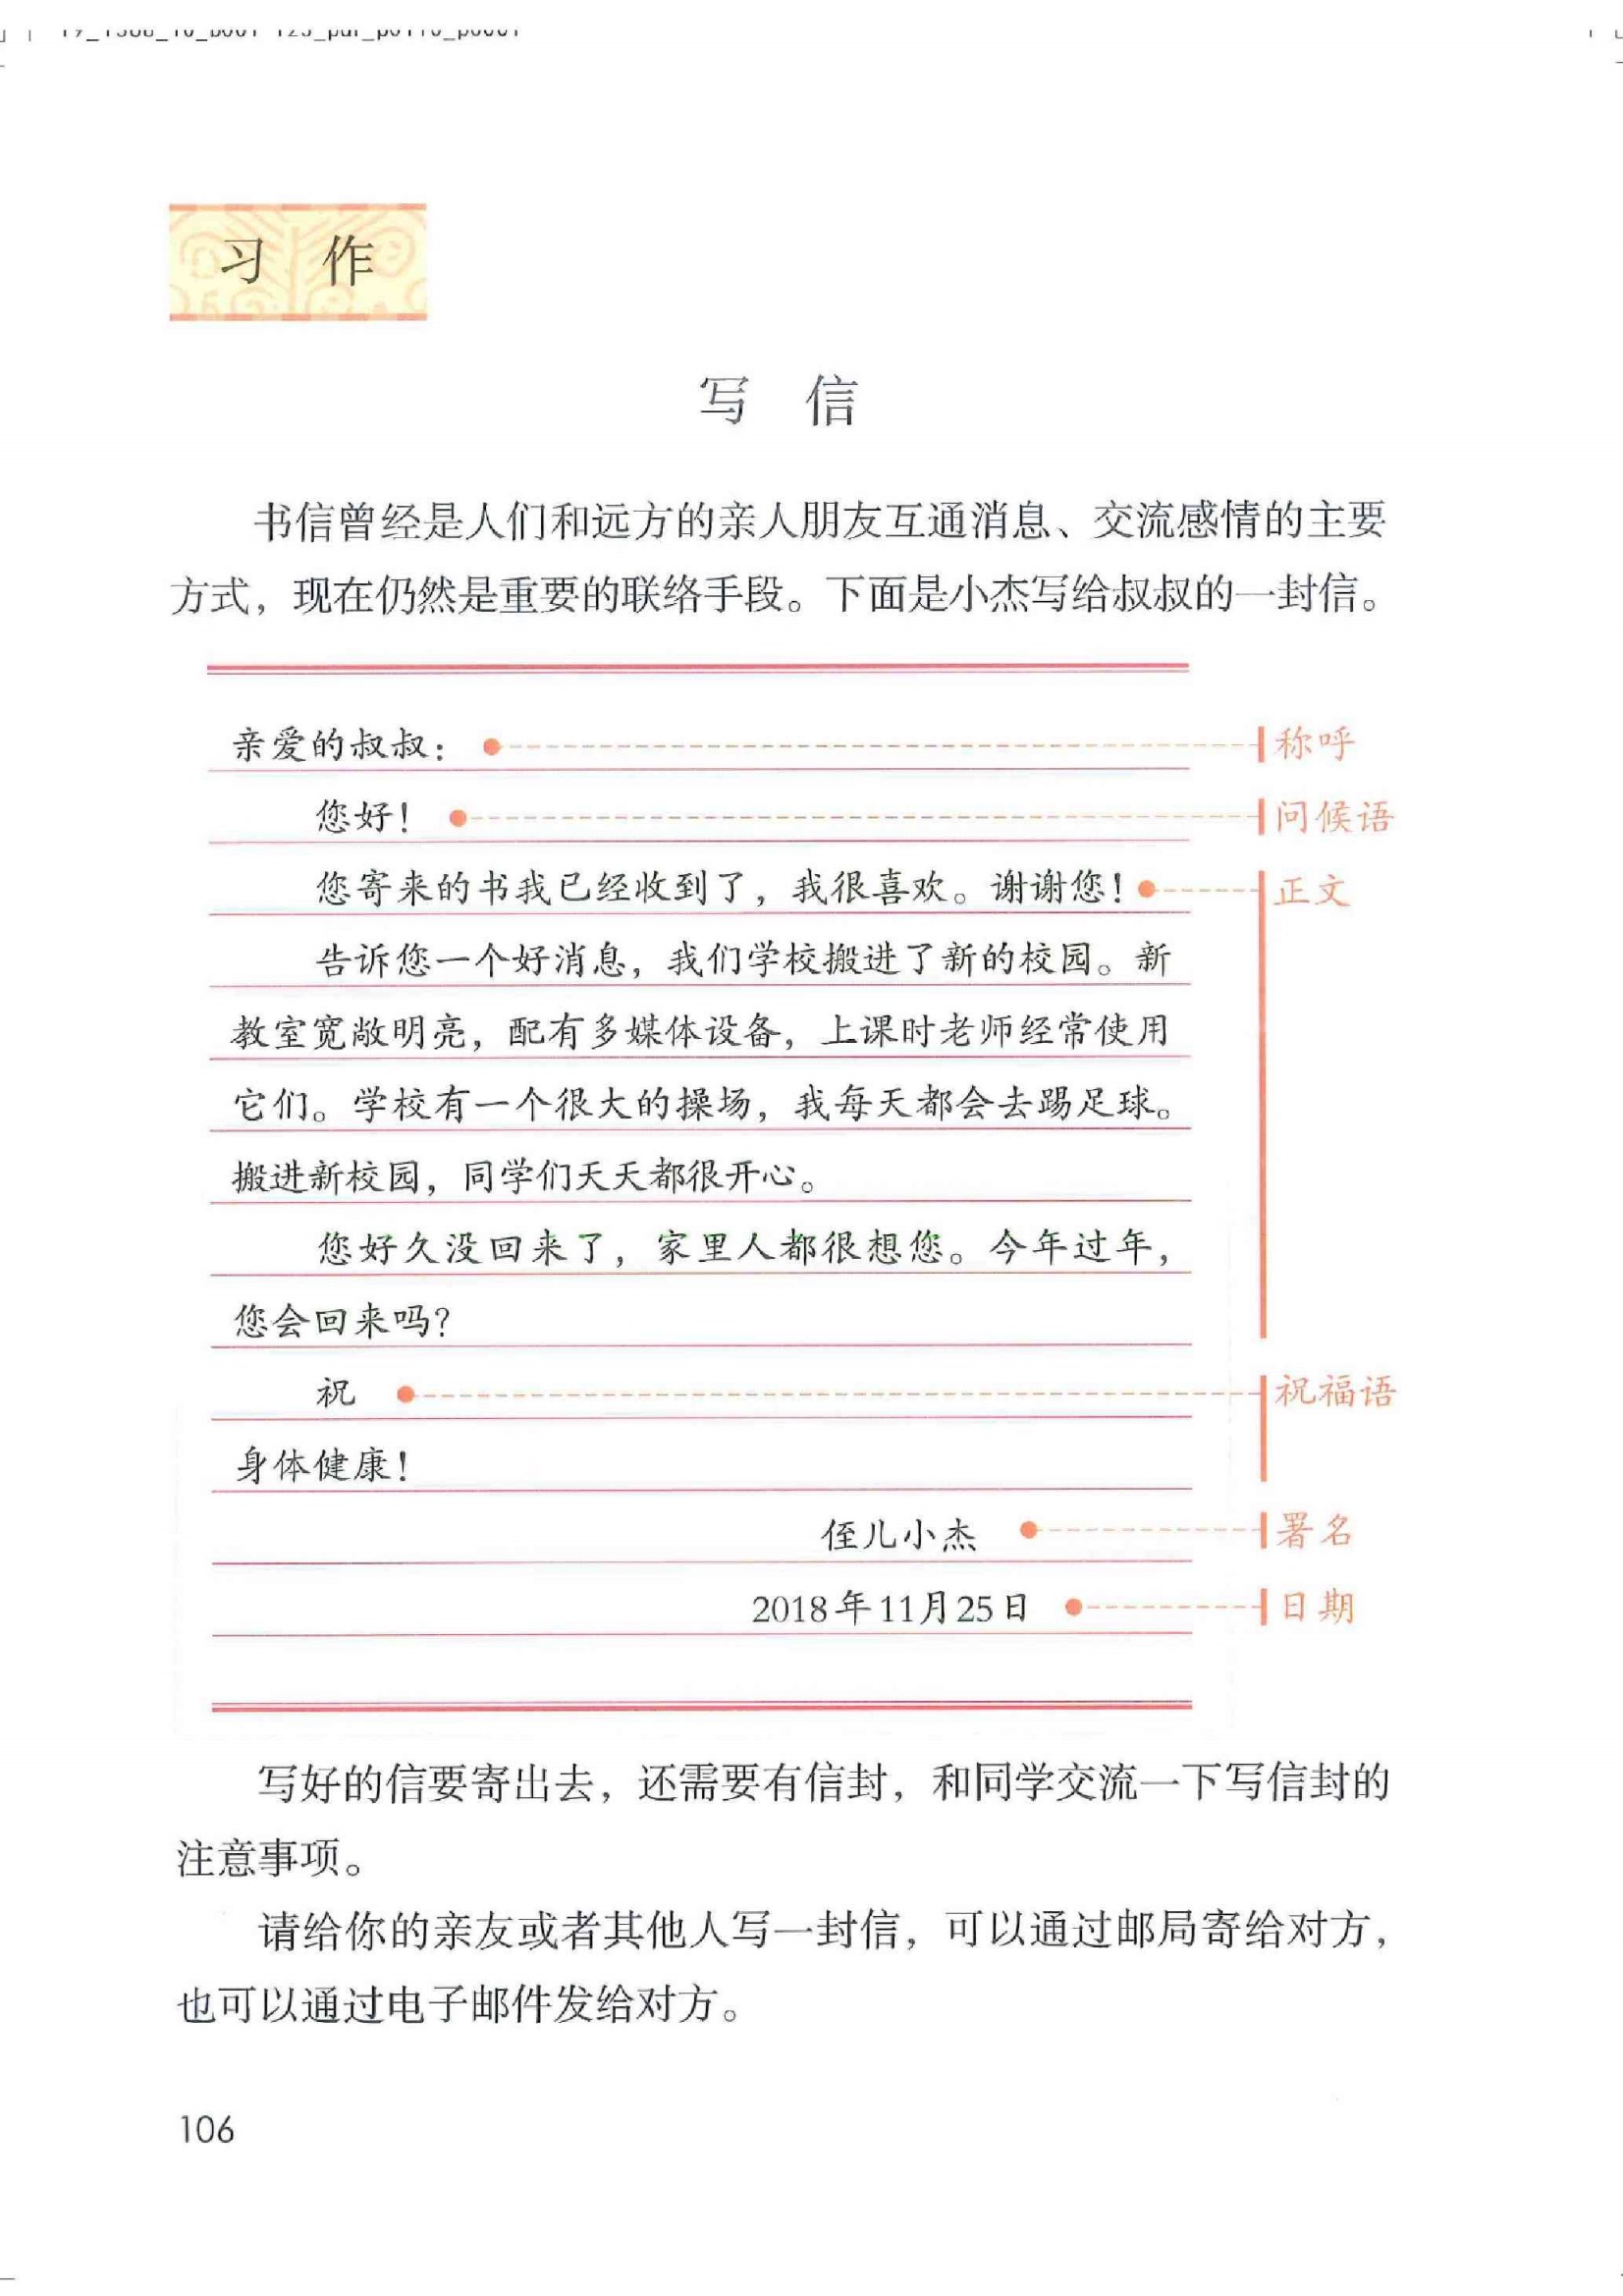 习 作
写 信
书信曾经是人们和远方的亲人朋友互通消息、交流感情的主要
方式，现在仍然是重要的联络手段。下面是小杰写给叔叔的一封信。
亲爱的叔叔： 称呼
您好！ 问候语
您寄来的书我已经收到了，我很喜欢。谢谢您！ 正文
告诉您一个好消息，我们学校搬进了新的校园。新
教室宽敞明亮，配有多媒体设备，上课时老师经常使用
它们。学校有一个很大的操场，我每天都会去踢足球。
搬进新校园，同学们天天都很开心。
您好久没回来了，家里人都很想您。今年过年，
您会回来吗？
祝 祝福语
身体健康！
侄儿小杰 署名
2018年11月25日 日期
写好的信要寄出去，还需要有信封，和同学交流一下写信封的
注意事项。
请给你的亲友或者其他人写一封信，可以通过邮局寄给对方，
也可以通过电子邮件发给对方。
106